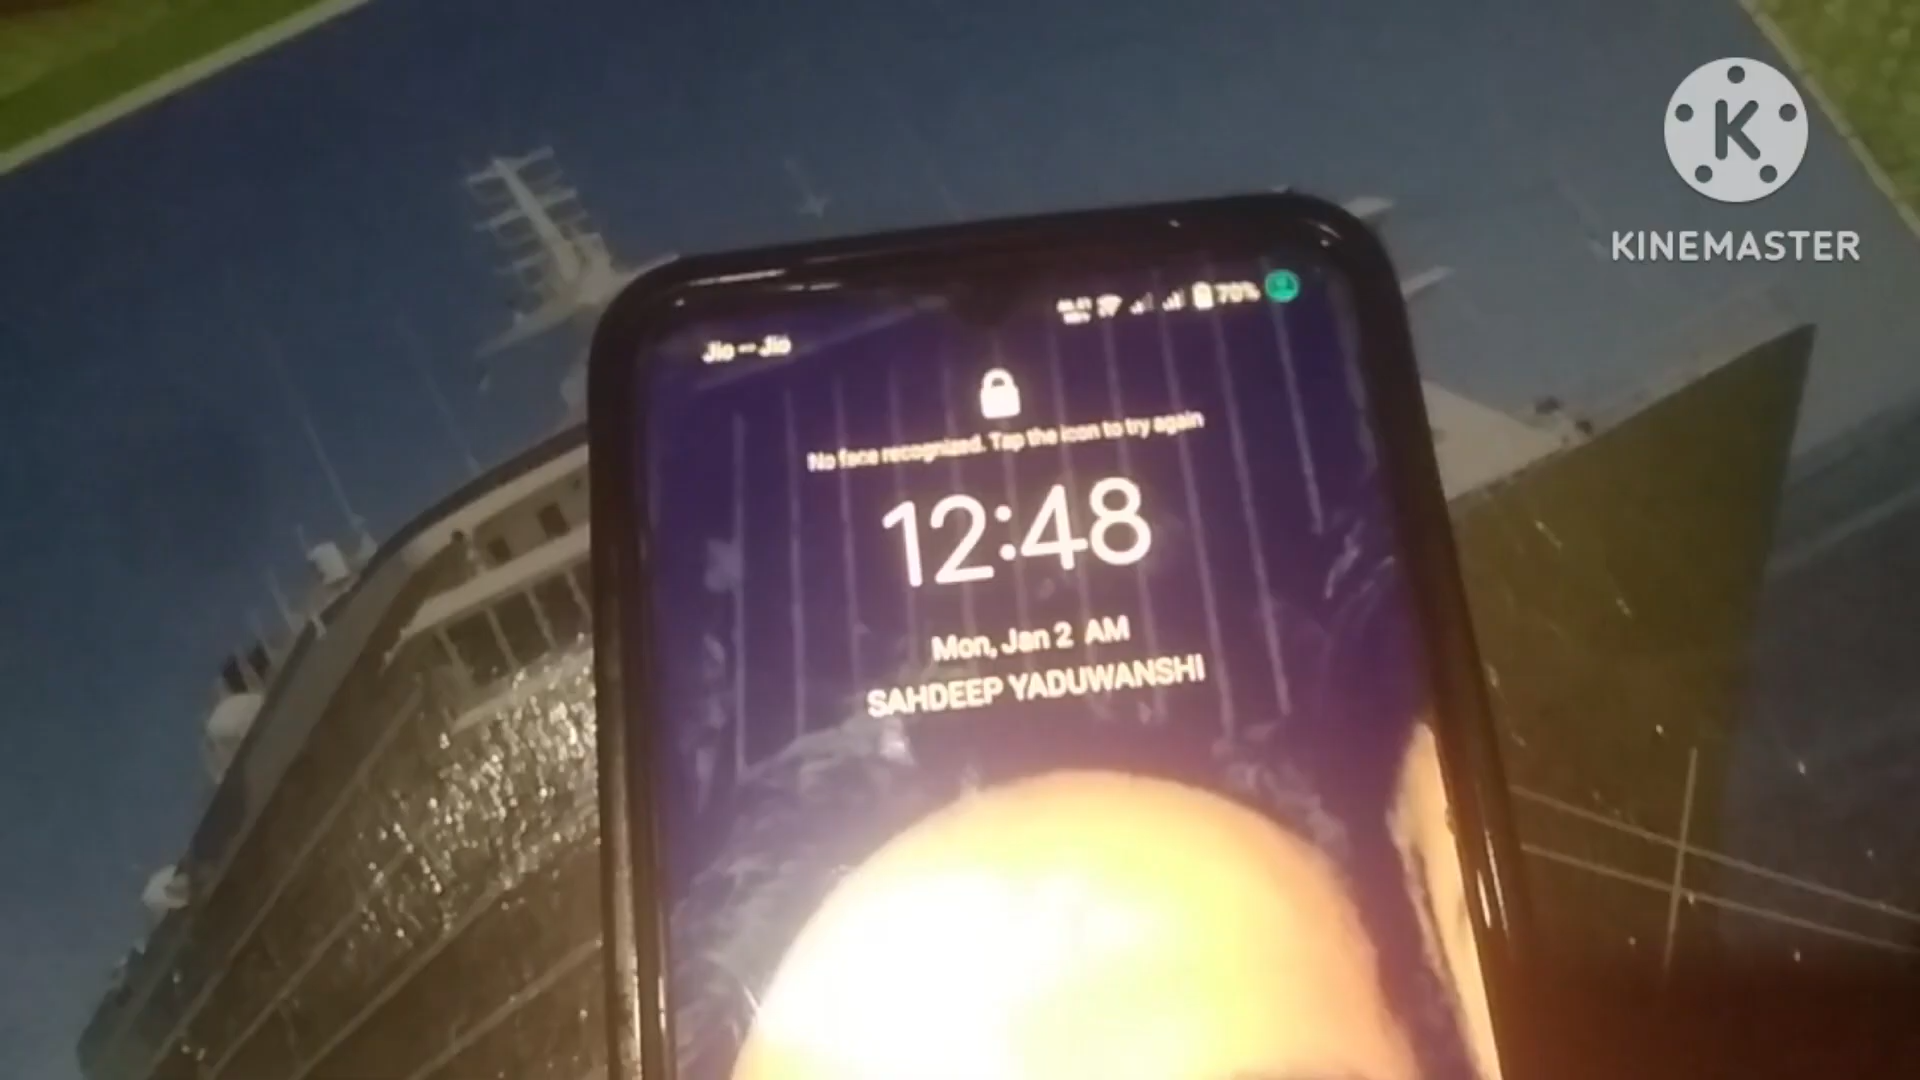 K
KINEMASTER
Jio — Jio
70%
No face recognized. Tap the icon to try again
12:48
Mon, Jan 2 AM
SAHDEEP YADUWANSHI